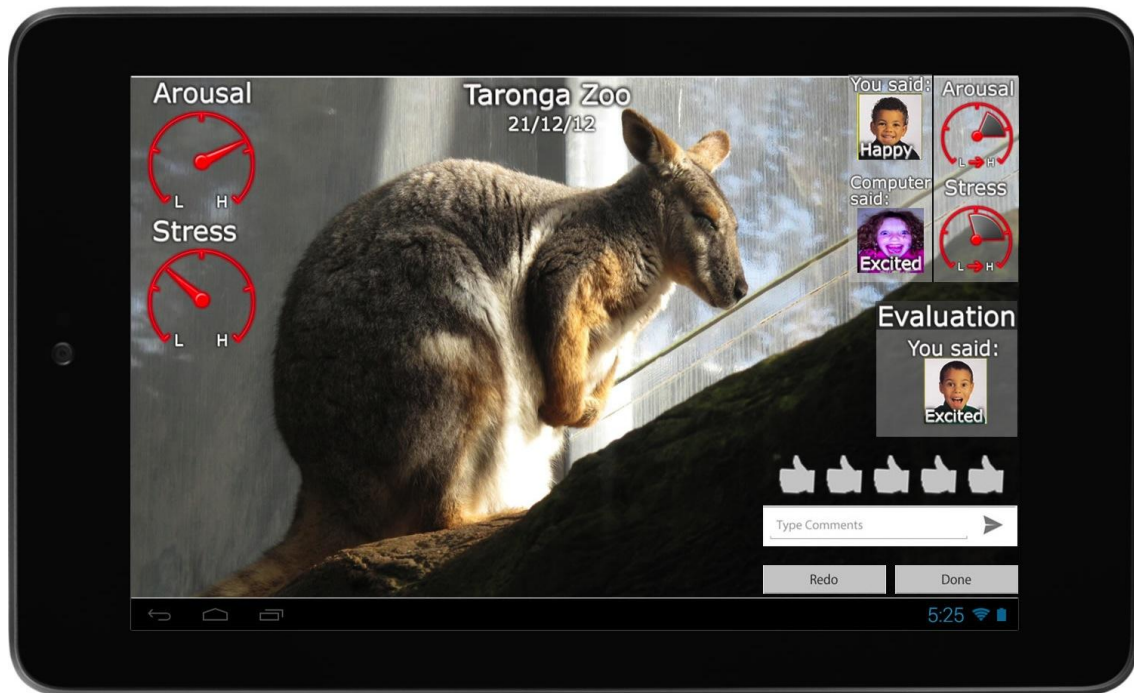 Arousal
L H
Stress
L H
Taronga Zoo
21/12/12
You said:
Happy
Computer
said:
Excited
Arousal
L H
Stress
L H
Evaluation
You said:
Excited
Type Comments
Redo
Done
5:25